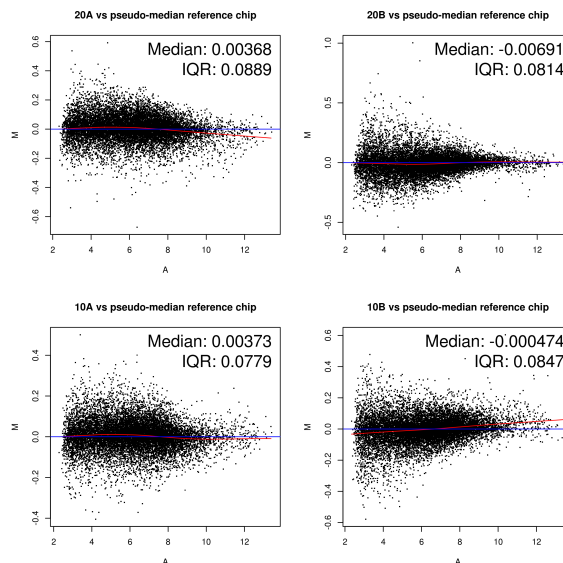 20A vs pseudo-median reference chip
Median: 0.00368
IQR: 0.0889
M
0.6
0.4
0.2
0.0
-0.2
-0.4
-0.6
2 4 6 8 10 12
A
20B vs pseudo-median reference chip
Median: -0.00691
IQR: 0.0814
M
1.0
0.5
0.0
-0.5
2 4 6 8 10 12
A
10A vs pseudo-median reference chip
Median: 0.00373
IQR: 0.0779
M
0.4
0.2
0.0
-0.2
-0.4
2 4 6 8 10 12
A
10B vs pseudo-median reference chip
Median: -0.000474
IQR: 0.0847
M
0.6
0.4
0.2
0.0
-0.2
-0.4
-0.6
2 4 6 8 10 12
A